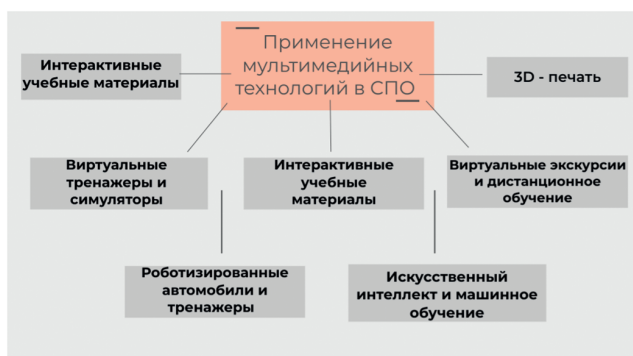 Применение
мультимедийных
технологий в СПО
Интерактивные
учебные материалы
3D - печать
Виртуальные
тренажеры и
симуляторы
Интерактивные
учебные
материалы
Виртуальные экскурсии
и дистанционное
обучение
Роботизированные
автомобили и
тренажеры
Искусственный
интеллект и машинное
обучение